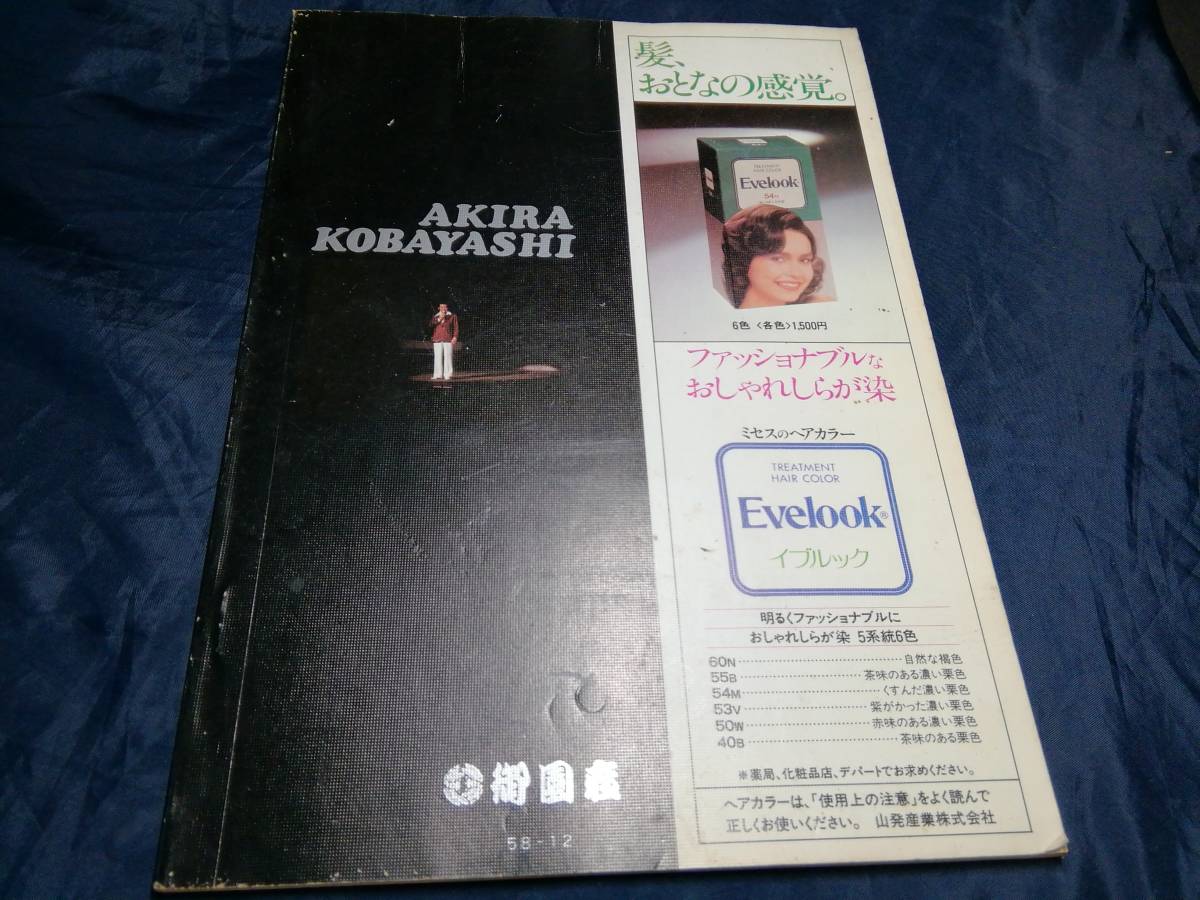 AKIRA
KOBAYASHI
御園座
58-12
髪、
おとなの感覚。
TREATMENT
HAIR COLOR
Evelook
54M
6色〈各色〉1,500円
ファッショナブルな
おしゃれしらが染
ミセスのヘアカラー
TREATMENT
HAIR COLOR
Evelook®
イブルック
明るくファッショナブルに
おしゃれしらが染 5系統6色
60N……自然な褐色
55B……茶味のある濃い栗色
54M……くすんだ濃い栗色
53V……紫がかった濃い栗色
50W……赤味のある濃い栗色
40B……茶味のある栗色
※薬局、化粧品店、デパートでお求めください。
ヘアカラーは、「使用上の注意」をよく読んで
正しくお使いください。 山発産業株式会社